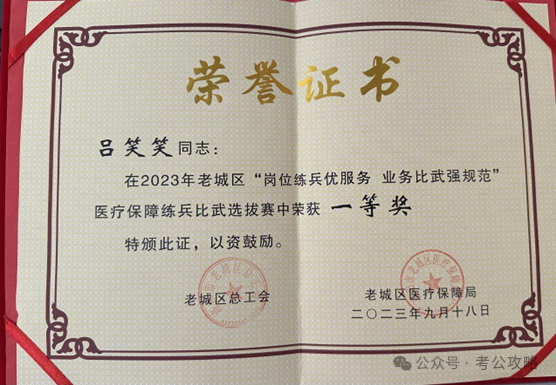 荣誉证书
吕笑笑同志：
在2023年老城区“岗位练兵优服务 业务比武强规范”
医疗保障练兵比武选拔赛中荣获 一等奖
特颁此证，以资鼓励。
老城区总工会
老城区医疗保障局
二〇二三年九月十八日
公众号·考公攻略